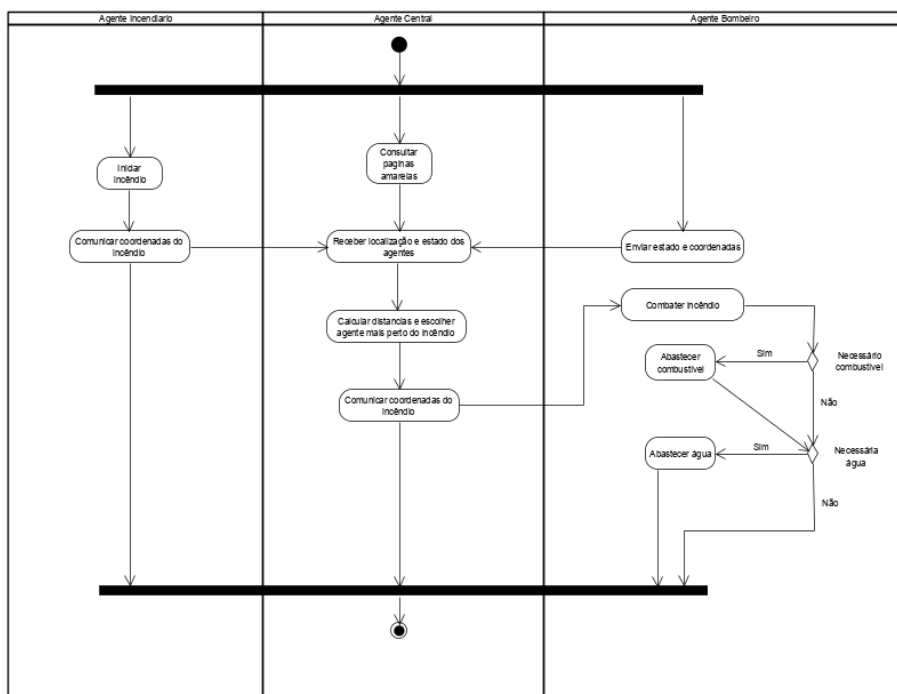 Agente Incendiario
Agente Central
Agente Bombeiro
Iniciar
Incêndio
Consultar
paginas
amarelas
Comunicar coordenadas do
Incêndio
Receber localização e estado dos
agentes
Enviar estado e coordenadas
Calcular distancias e escolher
agente mais perto do Incêndio
Combater Incêndio
Abastecer
combustível
Sim
Necessário
combustível
Não
Comunicar coordenadas do
Incêndio
Abastecer água
Sim
Necessária
água
Não